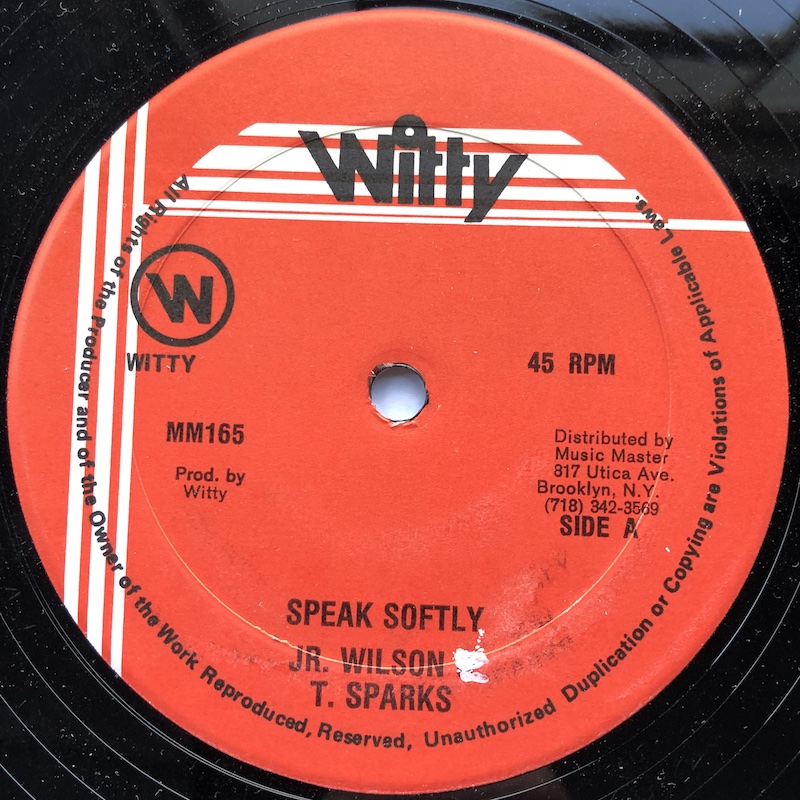 Witty
W
WITTY
45 RPM
MM165
Prod. by
Witty
Distributed by
Music Master
817 Utica Ave.
Brooklyn, N.Y.
(718) 342-3569
SIDE A
SPEAK SOFTLY
JR. WILSON
T. SPARKS
All Rights of the Producer and of the Owner of the Work Reproduced, Reserved, Unauthorized Duplication or Copying are Violations of Applicable Laws.